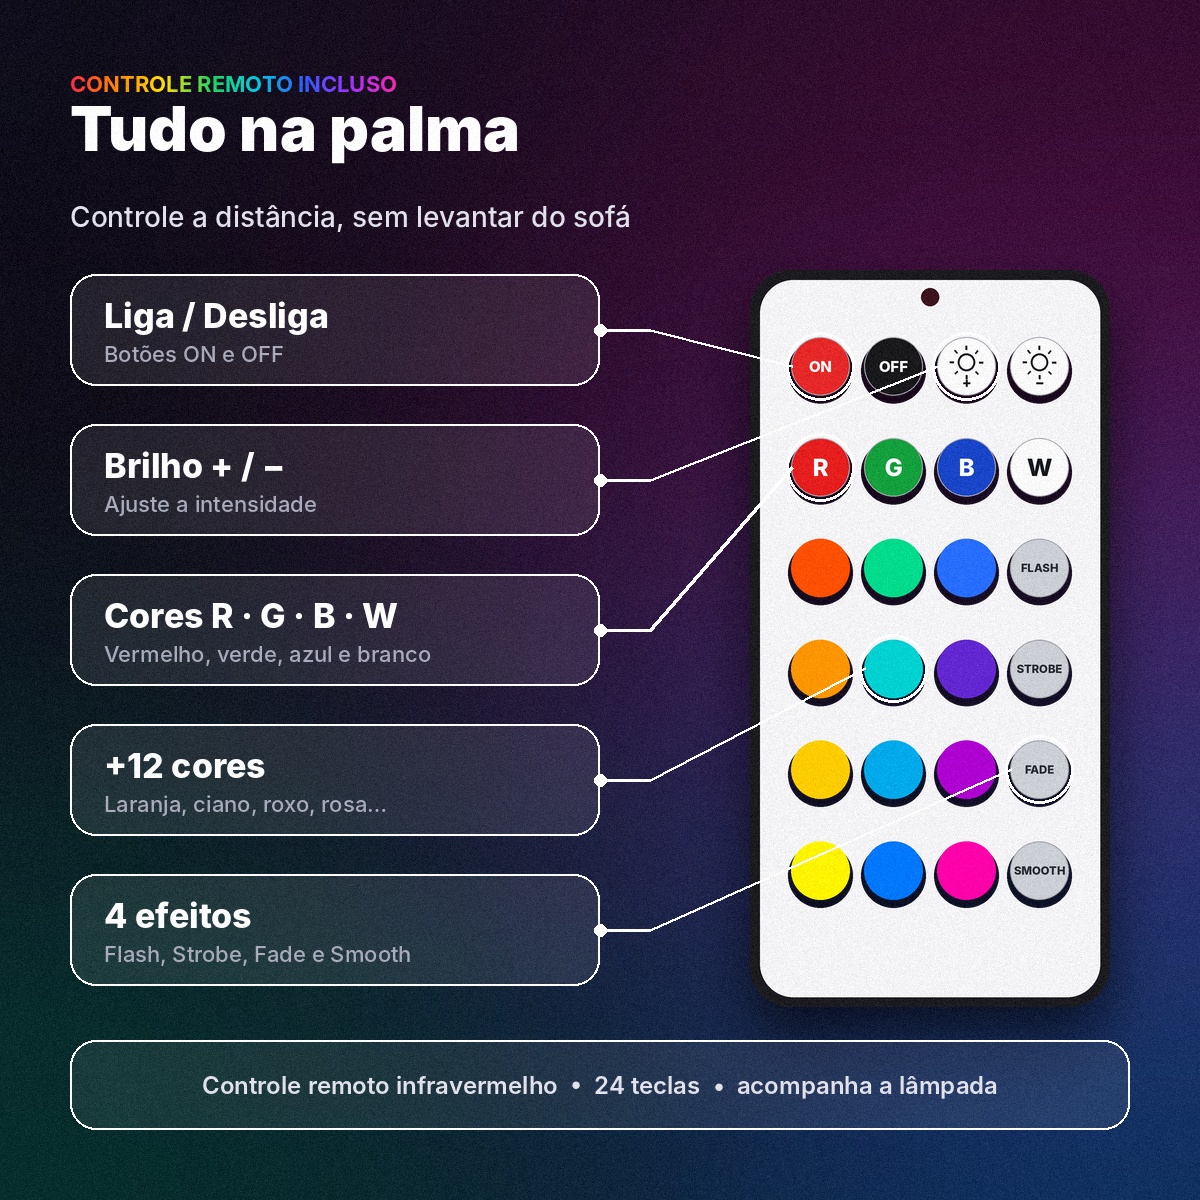 CONTROLE REMOTO INCLUSO
Tudo na palma
Controle a distância, sem levantar do sofá
Liga / Desliga
Botões ON e OFF
Brilho + / –
Ajuste a intensidade
Cores R · G · B · W
Vermelho, verde, azul e branco
+12 cores
Laranja, ciano, roxo, rosa...
4 efeitos
Flash, Strobe, Fade e Smooth
ON OFF + –
R G B W
FLASH
STROBE
FADE
SMOOTH
Controle remoto infravermelho • 24 teclas • acompanha a lâmpada